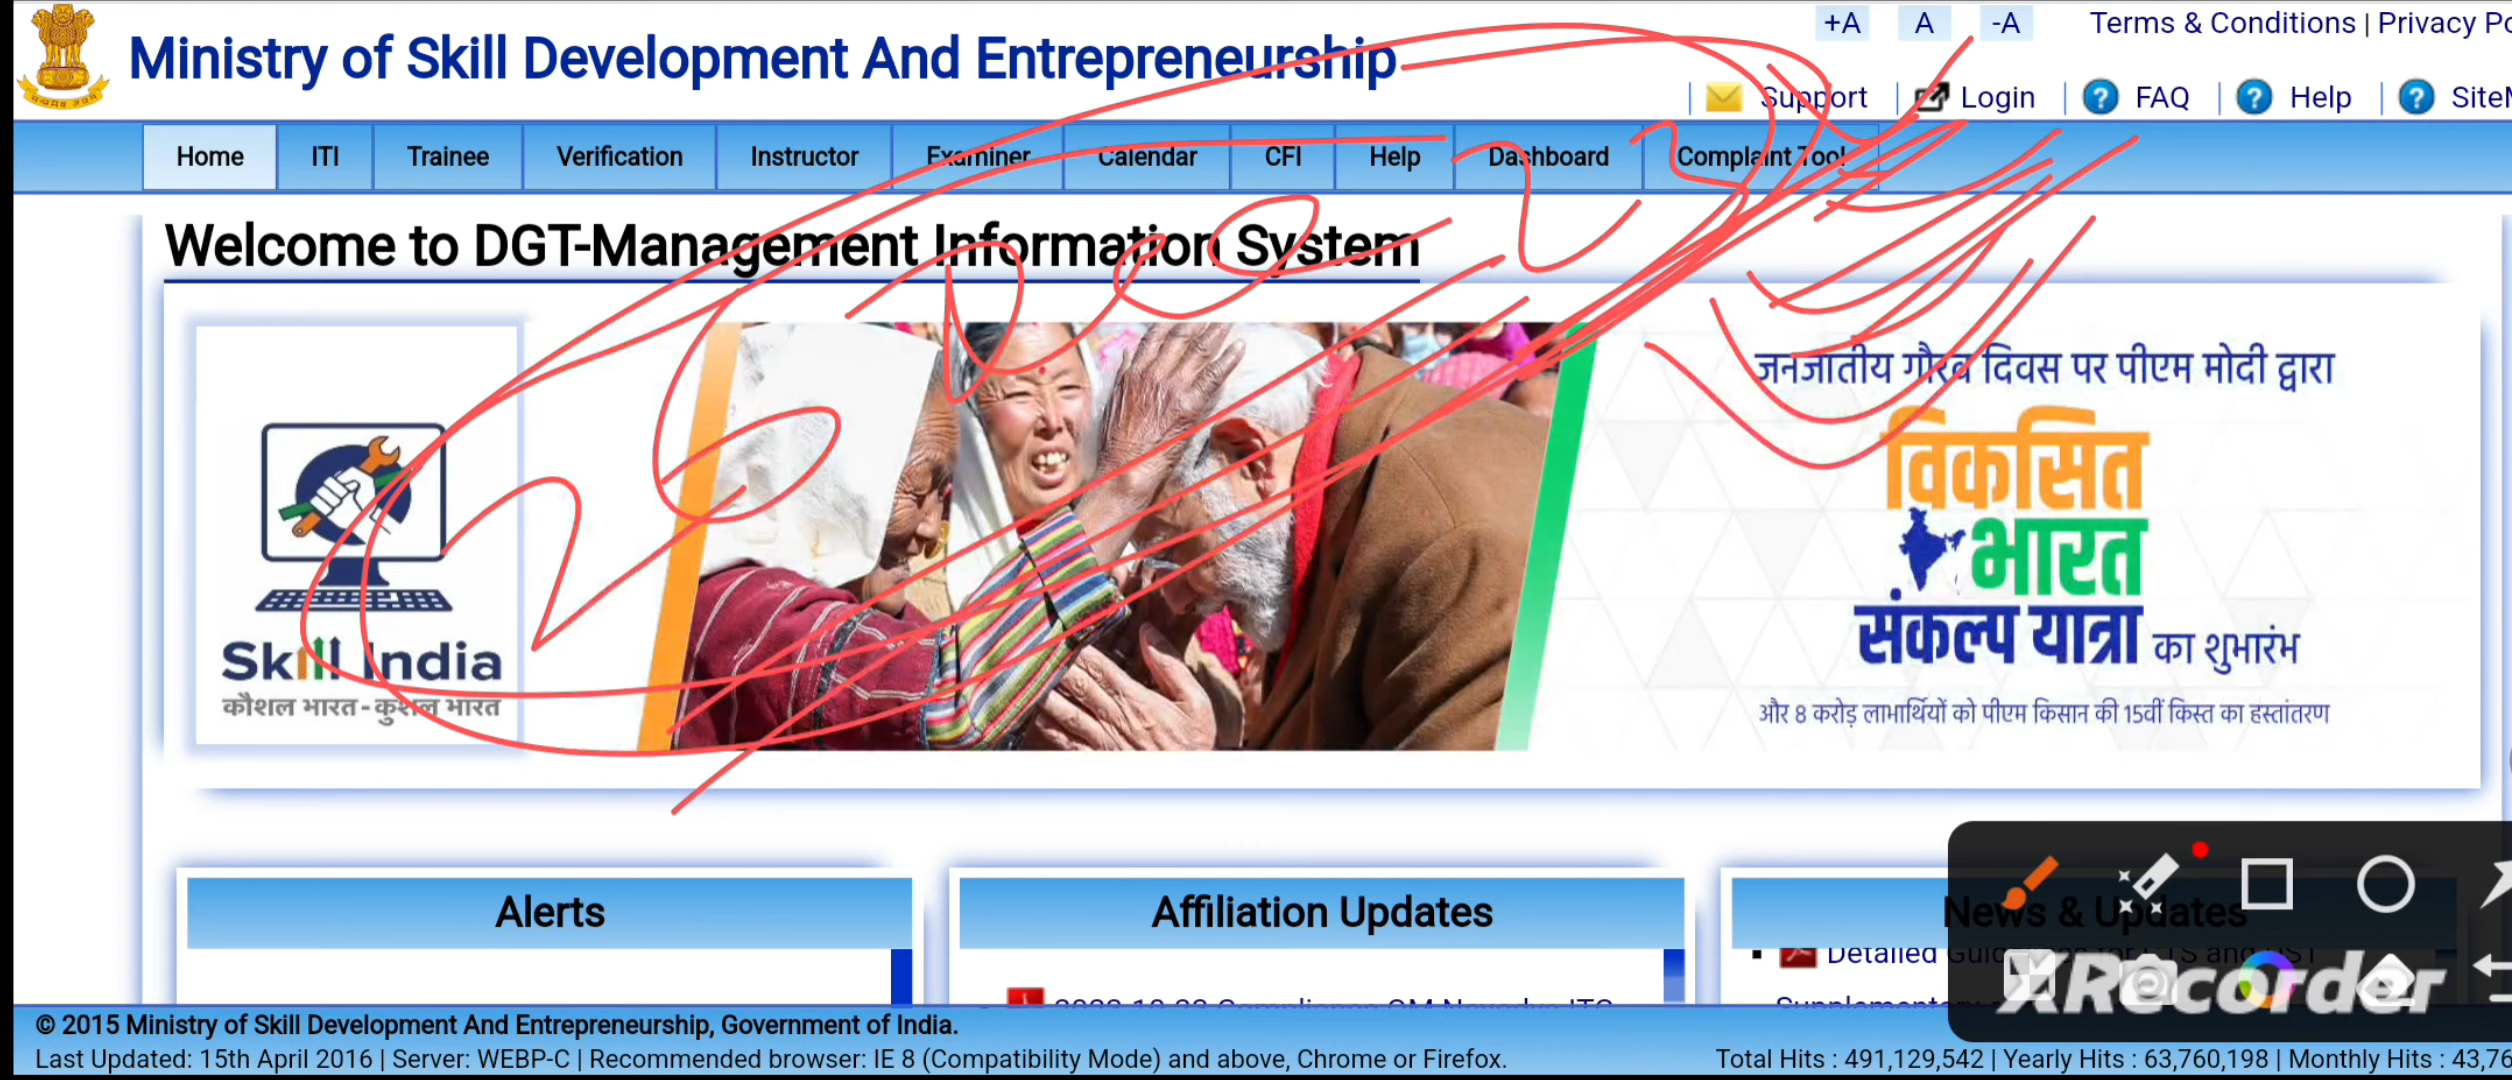 +A A -A Terms & Conditions | Privacy
Ministry of Skill Development And Entrepreneurship
Support Login FAQ Help
Home ITI Trainee Verification Instructor Examiner Calendar CFI Help Dashboard Complaint Tool
Welcome to DGT-Management Information System
Skill India
कौशल भारत - कुशल भारत
जनजातीय गौरव दिवस पर पीएम मोदी द्वारा
विकसित
भारत
संकल्प यात्रा का शुभारंभ
और 8 करोड़ लाभार्थियों को पीएम किसान की 15वीं किस्त का हस्तांतरण
Alerts Affiliation Updates News & Updates
Detailed
XRecorder
© 2015 Ministry of Skill Development And Entrepreneurship, Government of India.
Last Updated: 15th April 2016 | Server: WEBP-C | Recommended browser: IE 8 (Compatibility Mode) and above, Chrome or Firefox. Total Hits : 491,129,542 | Yearly Hits : 63,760,198 | Monthly Hits : 43,76